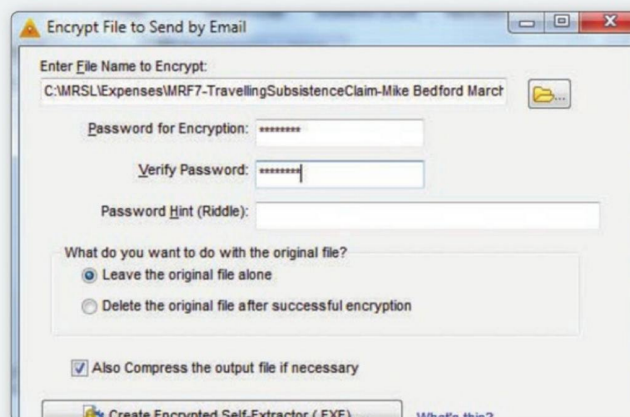 Encrypt File to Send by Email
Enter File Name to Encrypt:
C:\MRSL\Expenses\MRF7-TravellingSubsistenceClaim-Mike Bedford March
Password for Encryption: ********
Verify Password: ********
Password Hint (Riddle):
What do you want to do with the original file?
Leave the original file alone
Delete the original file after successful encryption
Also Compress the output file if necessary
Create Encrypted Self-Extractor (.EXE) What's this?